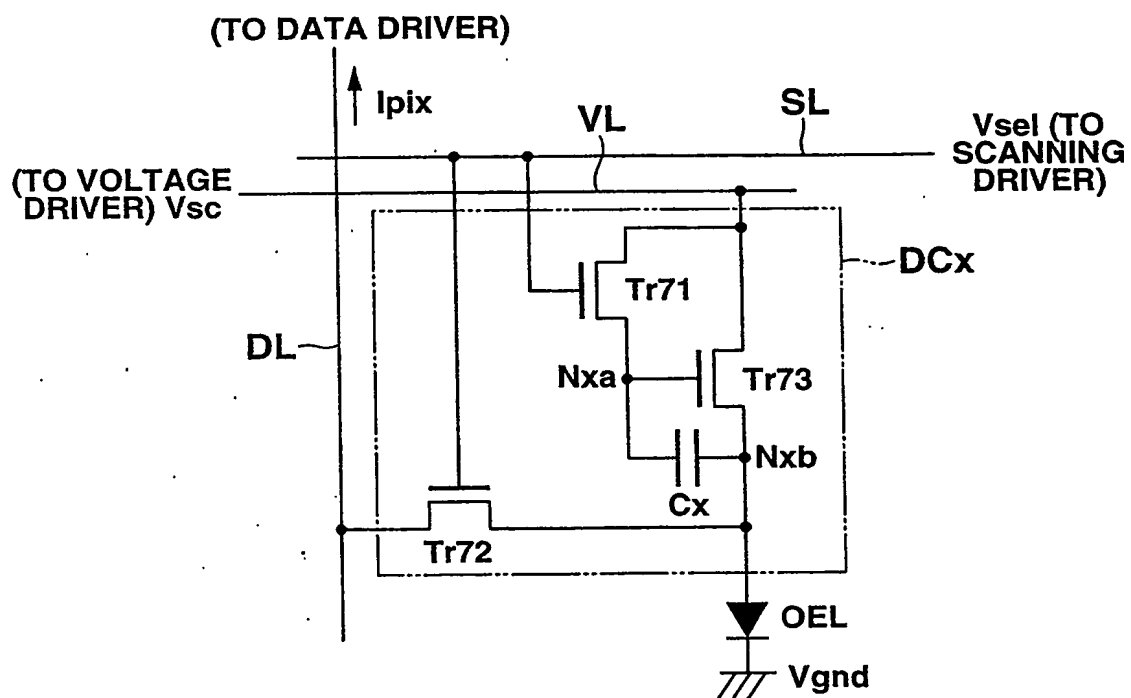 (TO DATA DRIVER)
Ipix
VL
SL
Vsel (TO
SCANNING
DRIVER)
(TO VOLTAGE
DRIVER) Vsc
DCx
Tr71
DL
Nxa
Tr73
Nxb
Cx
Tr72
OEL
Vgnd